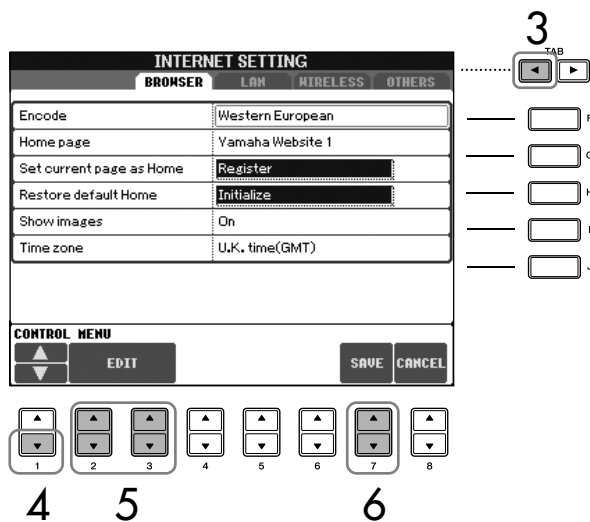 3
TAB
INTERNET SETTING
BROWSER LAN WIRELESS OTHERS
Encode Western European
Home page Yamaha Website 1
Set current page as Home Register
Restore default Home Initialize
Show images On
Time zone U.K. time(GMT)
CONTROL MENU
EDIT SAVE CANCEL
1 2 3 4 5 6 7 8
4 5 6